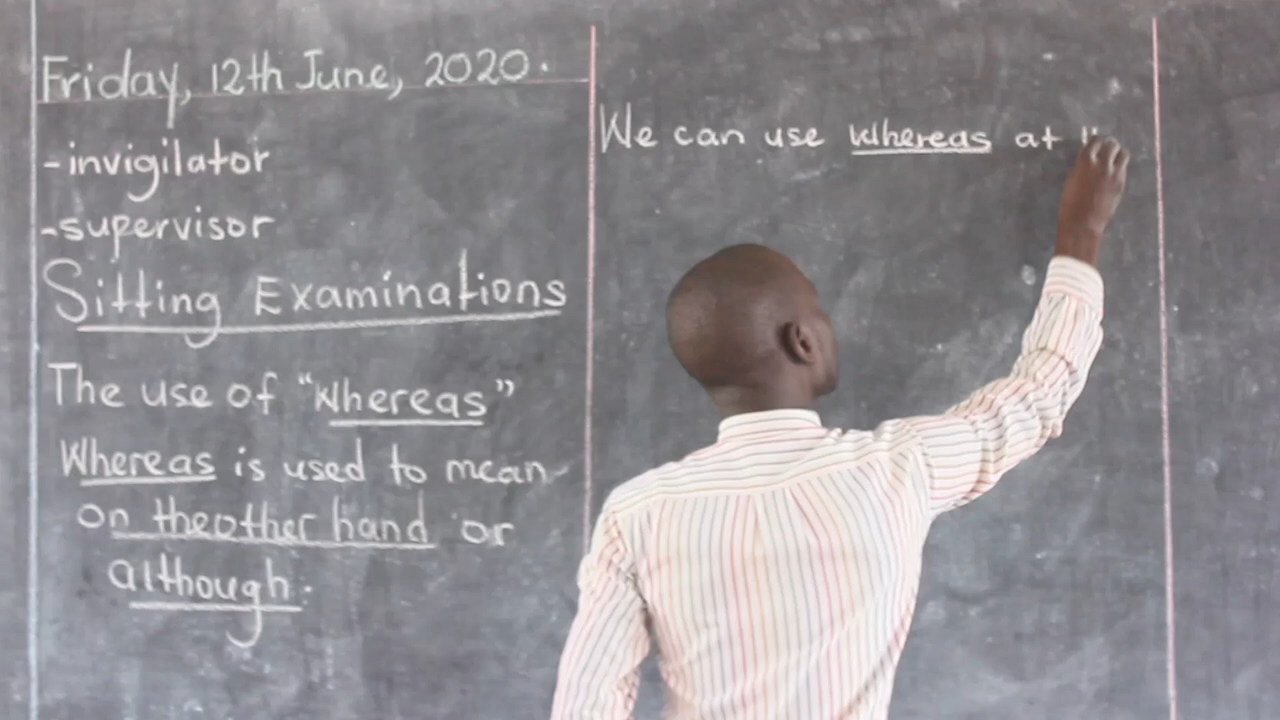 Friday, 12th June, 2020.
-invigilator
-supervisor
Sitting Examinations
The use of "Whereas"
Whereas is used to mean
on theother hand or
although.
We can use Whereas at